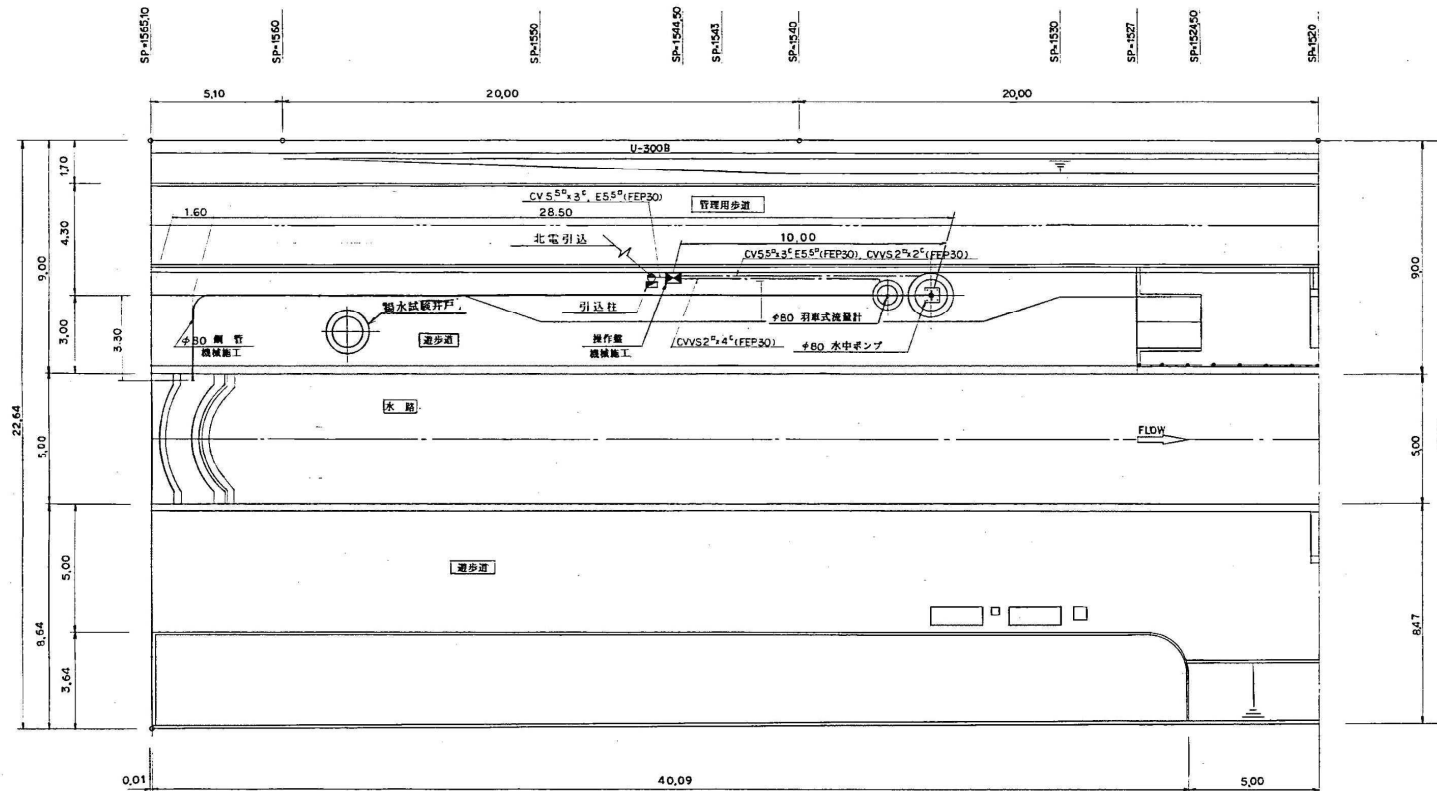 SP=1565,10
SP=1560
SP=1550
SP=1544,50
SP=1543
SP=1540
SP=1530
SP=1527
SP=1524,50
SP=1520
5,10
20,00
20,00
U-300B
1,70
CV 5.5□x3C, E5.5□(FEP30)
管理用歩道
1.60
28.50
4,30
北電引込
10,00
CV5.5□x3C E5.5□(FEP30), CVVS2□x2C(FEP30)
9,00
9,00
揚水試験井戸
引込柱
φ80 羽車式流量計
3,00
3.30
φ80 鋼管
機械施工
遊歩道
操作盤
機械施工
CVVS2□x4C(FEP30)
φ80 水中ポンプ
水路
22,64
5,00
FLOW
5,00
遊歩道
5,00
8,64
8,47
3,64
0,01
40,09
5,00